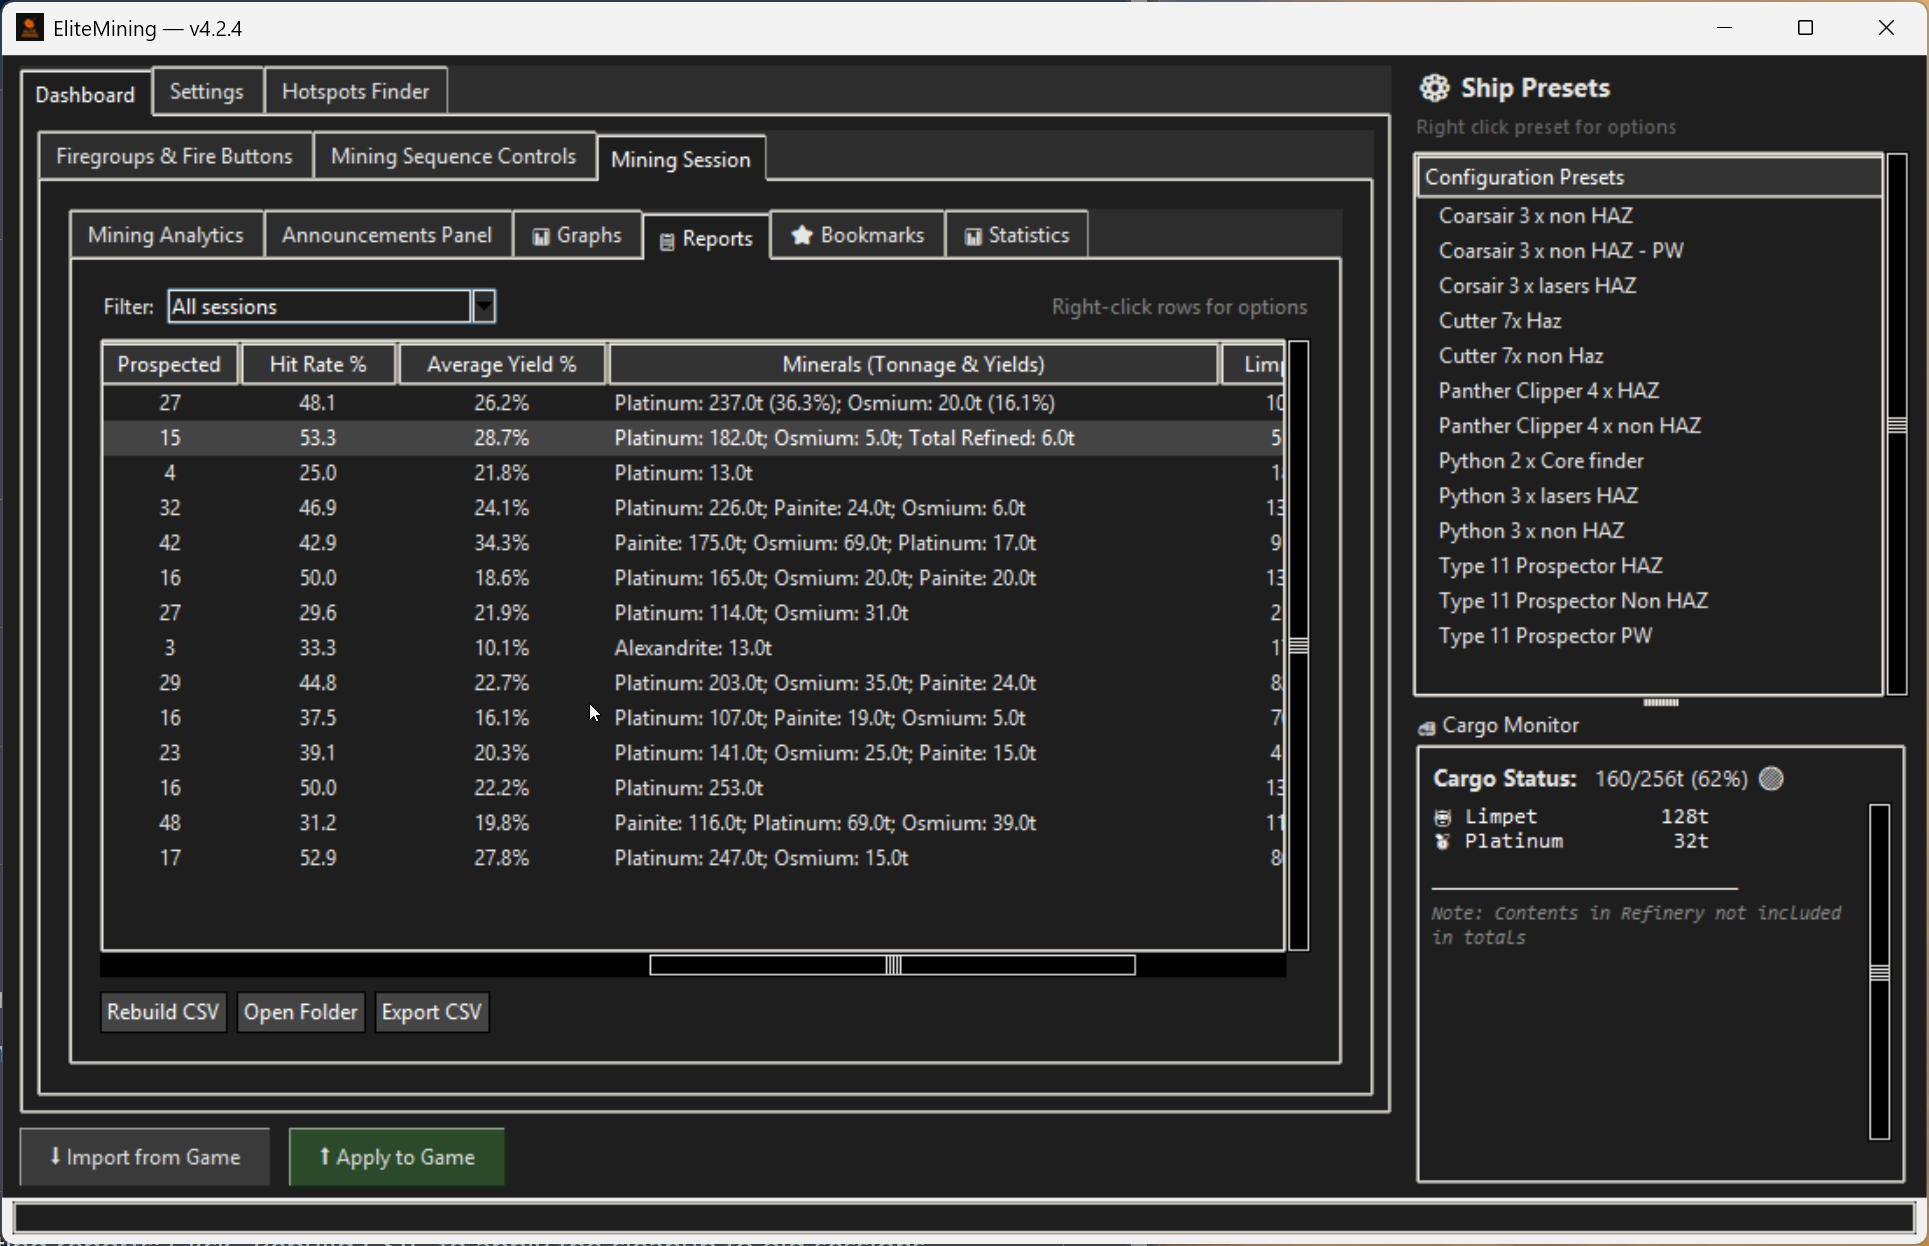 EliteMining — v4.2.4
Dashboard Settings Hotspots Finder
Firegroups & Fire Buttons Mining Sequence Controls Mining Session
Mining Analytics Announcements Panel Graphs Reports Bookmarks Statistics
Filter: All sessions Right-click rows for options
Prospected Hit Rate % Average Yield % Minerals (Tonnage & Yields) Limp
27 48.1 26.2% Platinum: 237.0t (36.3%); Osmium: 20.0t (16.1%) 10
15 53.3 28.7% Platinum: 182.0t; Osmium: 5.0t; Total Refined: 6.0t 5
4 25.0 21.8% Platinum: 13.0t
32 46.9 24.1% Platinum: 226.0t; Painite: 24.0t; Osmium: 6.0t 13
42 42.9 34.3% Painite: 175.0t; Osmium: 69.0t; Platinum: 17.0t 9
16 50.0 18.6% Platinum: 165.0t; Osmium: 20.0t; Painite: 20.0t 13
27 29.6 21.9% Platinum: 114.0t; Osmium: 31.0t 2
3 33.3 10.1% Alexandrite: 13.0t
29 44.8 22.7% Platinum: 203.0t; Osmium: 35.0t; Painite: 24.0t 8
16 37.5 16.1% Platinum: 107.0t; Painite: 19.0t; Osmium: 5.0t
23 39.1 20.3% Platinum: 141.0t; Osmium: 25.0t; Painite: 15.0t 4
16 50.0 22.2% Platinum: 253.0t 13
48 31.2 19.8% Painite: 116.0t; Platinum: 69.0t; Osmium: 39.0t 11
17 52.9 27.8% Platinum: 247.0t; Osmium: 15.0t 8
Rebuild CSV Open Folder Export CSV
Import from Game Apply to Game
Ship Presets
Right click preset for options
Configuration Presets
Coarsair 3 x non HAZ
Coarsair 3 x non HAZ - PW
Corsair 3 x lasers HAZ
Cutter 7x Haz
Cutter 7x non Haz
Panther Clipper 4 x HAZ
Panther Clipper 4 x non HAZ
Python 2 x Core finder
Python 3 x lasers HAZ
Python 3 x non HAZ
Type 11 Prospector HAZ
Type 11 Prospector Non HAZ
Type 11 Prospector PW
Cargo Monitor
Cargo Status: 160/256t (62%)
Limpet 128t
Platinum 32t
Note: Contents in Refinery not included
in totals